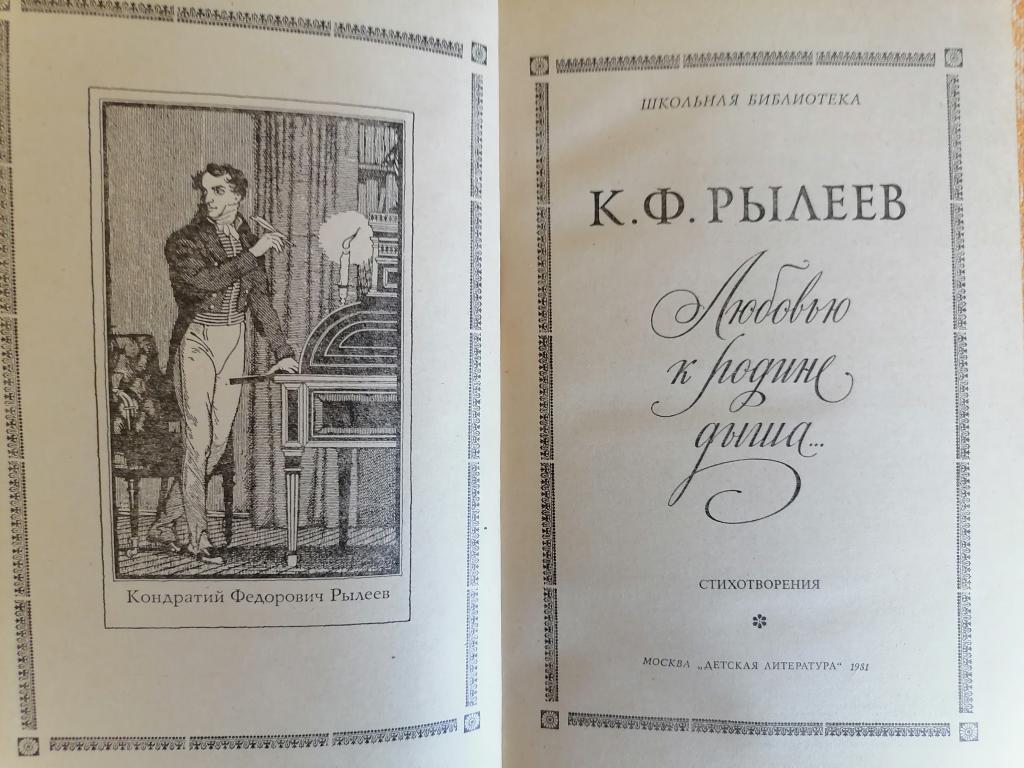 Кондратий Федорович Рылеев
ШКОЛЬНАЯ БИБЛИОТЕКА
К. Ф. РЫЛЕЕВ
Любовью
к родине
дыша...
СТИХОТВОРЕНИЯ
МОСКВА „ДЕТСКАЯ ЛИТЕРАТУРА“ 1981